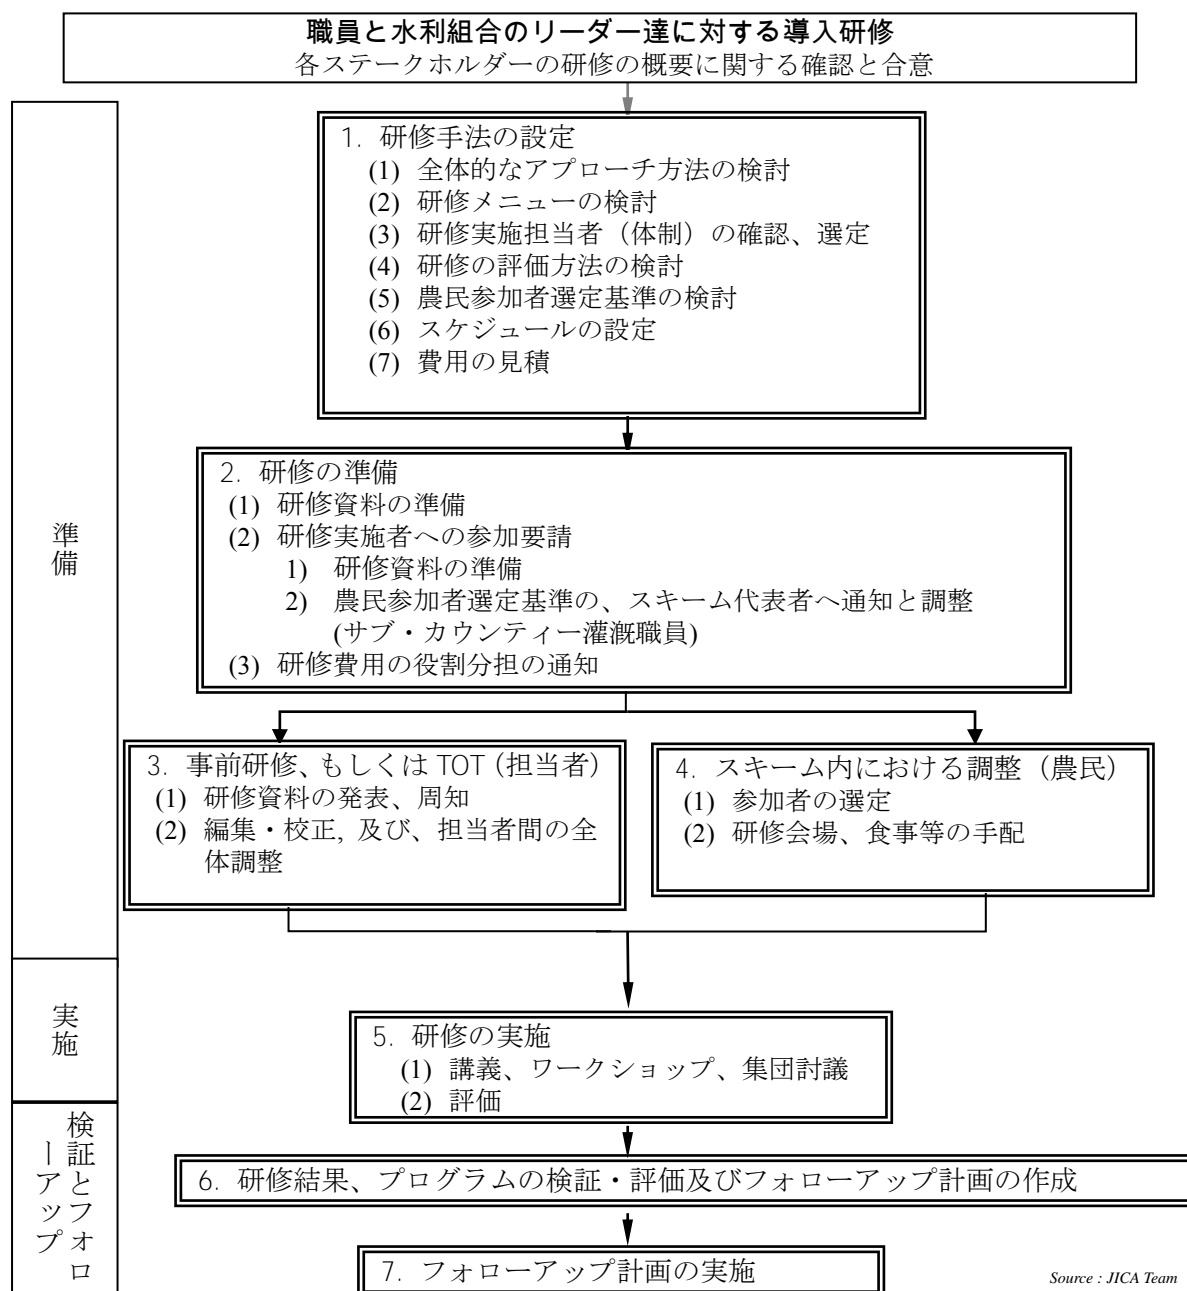 職員と水利組合のリーダー達に対する導入研修
各ステークホルダーの研修の概要に関する確認と合意
準備
1. 研修手法の設定
(1) 全体的なアプローチ方法の検討
(2) 研修メニューの検討
(3) 研修実施担当者（体制）の確認、選定
(4) 研修の評価方法の検討
(5) 農民参加者選定基準の検討
(6) スケジュールの設定
(7) 費用の見積
2. 研修の準備
(1) 研修資料の準備
(2) 研修実施者への参加要請
1) 研修資料の準備
2) 農民参加者選定基準の、スキーム代表者へ通知と調整
(サブ・カウンティー灌漑職員)
(3) 研修費用の役割分担の通知
3. 事前研修、もしくは TOT（担当者）
(1) 研修資料の発表、周知
(2) 編集・校正, 及び、担当者間の全
体調整
4. スキーム内における調整（農民）
(1) 参加者の選定
(2) 研修会場、食事等の手配
実施
5. 研修の実施
(1) 講義、ワークショップ、集団討議
(2) 評価
検証とフォロ
ーアップ
6. 研修結果、プログラムの検証・評価及びフォローアップ計画の作成
7. フォローアップ計画の実施
Source : JICA Team